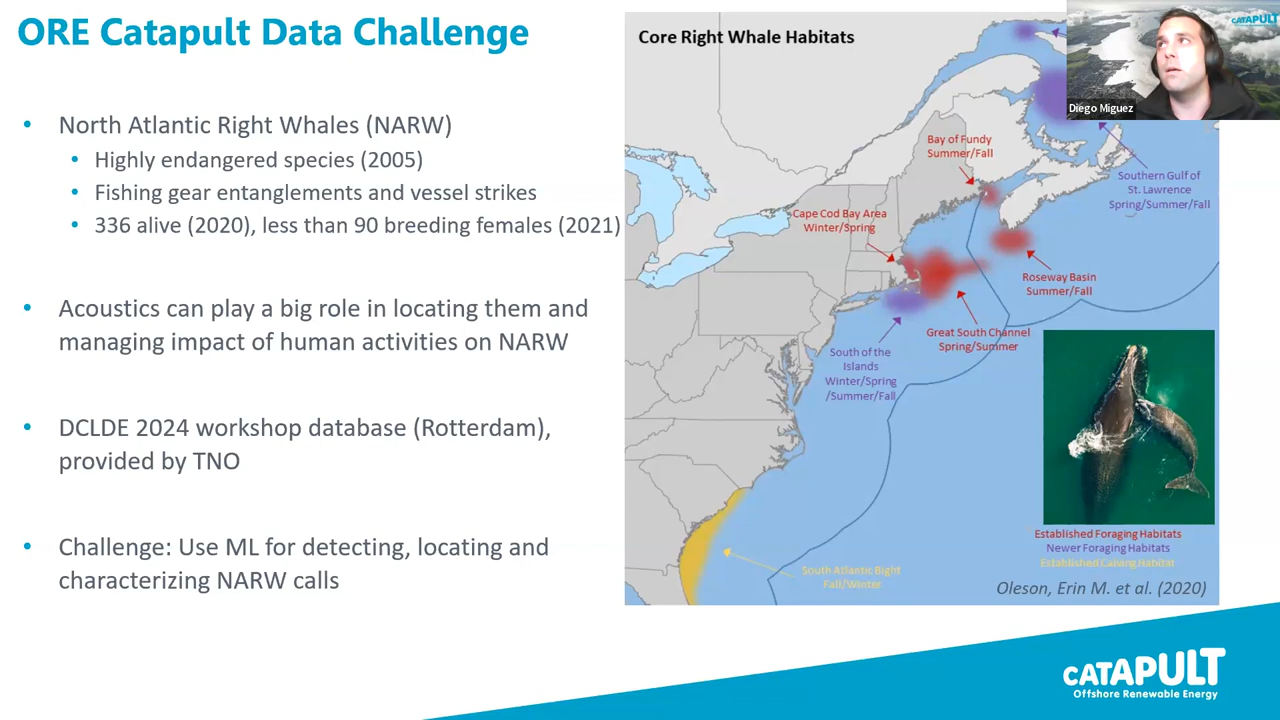 ORE Catapult Data Challenge
• North Atlantic Right Whales (NARW)
• Highly endangered species (2005)
• Fishing gear entanglements and vessel strikes
• 336 alive (2020), less than 90 breeding females (2021)
• Acoustics can play a big role in locating them and
managing impact of human activities on NARW
• DCLDE 2024 workshop database (Rotterdam),
provided by TNO
• Challenge: Use ML for detecting, locating and
characterizing NARW calls
Core Right Whale Habitats
CATAPULT
Diego Miguez
Bay of Fundy
Summer/Fall
Southern Gulf of
St. Lawrence
Spring/Summer/Fall
Cape Cod Bay Area
Winter/Spring
Roseway Basin
Summer/Fall
Great South Channel
Spring/Summer
South of the
Islands
Winter/Spring
/Summer/Fall
South Atlantic Bight
Fall/Winter
Established Foraging Habitats
Newer Foraging Habitats
Established Calving Habitat
Oleson, Erin M. et al. (2020)
CATAPULT
Offshore Renewable Energy